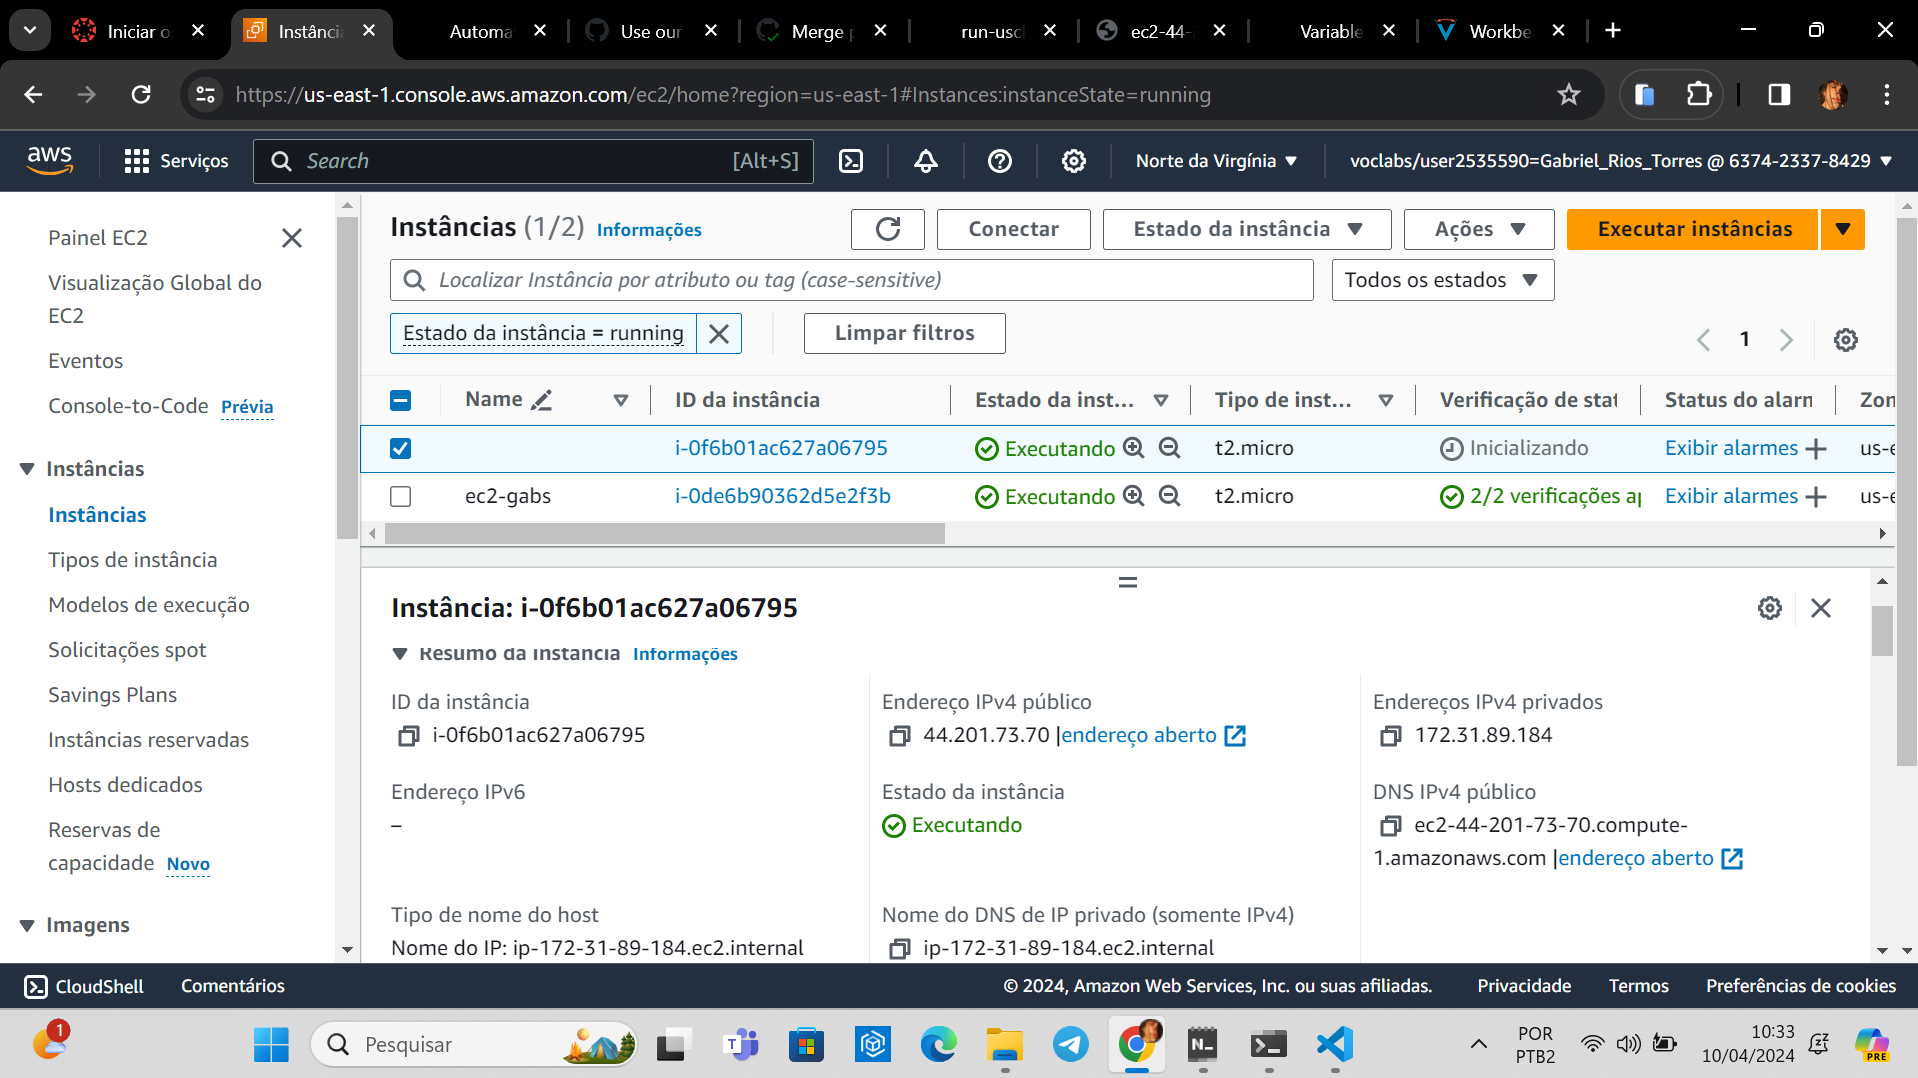 Iniciar o
Instância
Automa
Use our
Merge p
run-uscl
ec2-44-
Variable
Workbe
https://us-east-1.console.aws.amazon.com/ec2/home?region=us-east-1#Instances:instanceState=running
aws
Serviços
Search
[Alt+S]
Norte da Virgínia
voclabs/user2535590=Gabriel_Rios_Torres @ 6374-2337-8429
Painel EC2
Visualização Global do
EC2
Eventos
Console-to-Code Prévia
Instâncias
Instâncias
Tipos de instância
Modelos de execução
Solicitações spot
Savings Plans
Instâncias reservadas
Hosts dedicados
Reservas de
capacidade Novo
Imagens
Instâncias (1/2) Informações
Conectar
Estado da instância
Ações
Executar instâncias
Localizar Instância por atributo ou tag (case-sensitive)
Todos os estados
Estado da instância = running
Limpar filtros
1
Name ID da instância Estado da inst... Tipo de inst... Verificação de stat Status do alarn Zon
i-0f6b01ac627a06795 Executando t2.micro Inicializando Exibir alarmes us-e
ec2-gabs i-0de6b90362d5e2f3b Executando t2.micro 2/2 verificações ap Exibir alarmes us-e
Instância: i-0f6b01ac627a06795
Resumo da instância Informações
ID da instância
i-0f6b01ac627a06795
Endereço IPv4 público
44.201.73.70 |endereço aberto
Endereços IPv4 privados
172.31.89.184
Endereço IPv6
–
Estado da instância
Executando
DNS IPv4 público
ec2-44-201-73-70.compute-
1.amazonaws.com |endereço aberto
Tipo de nome do host
Nome do IP: ip-172-31-89-184.ec2.internal
Nome do DNS de IP privado (somente IPv4)
ip-172-31-89-184.ec2.internal
CloudShell
Comentários
© 2024, Amazon Web Services, Inc. ou suas afiliadas.
Privacidade
Termos
Preferências de cookies
1
Pesquisar
POR
PTB2
10:33
10/04/2024
PRE